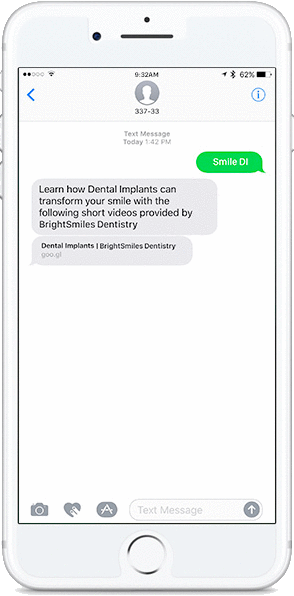 9:32AM
62%
337-33
Text Message
Today 1:42 PM
Smile DI
Learn how Dental Implants can
transform your smile with the
following short videos provided by
BrightSmiles Dentistry
Dental Implants | BrightSmiles Dentistry
goo.gl
Text Message